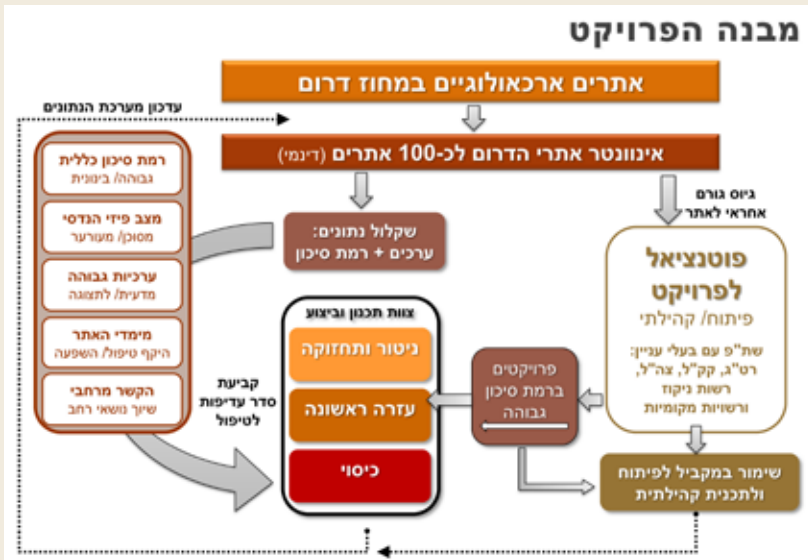 מבנה הפרויקט
אתרים ארכאולוגיים במחוז דרום
עדכון מערכת הנתונים
אינוונטר אתרי הדרום לכ-100 אתרים (דינמי)
גיוס גורם
אחראי לאתר
פוטנציאל
לפרויקט
פיתוח/ קהילתי
שת"פ עם בעלי עניין:
רט"ג, קק"ל, צה"ל,
רשות ניקוז
ורשויות מקומיות
שימור במקביל לפיתוח
ולתכנית קהילתית
פרויקטים
ברמת סיכון
גבוהה
שקלול נתונים:
ערכים + רמת סיכון
צוות תכנון וביצוע
ניטור ותחזוקה
עזרה ראשונה
כיסוי
קביעת
סדר עדיפות
לטיפול
רמת סיכון כללית
גבוהה/ בינונית
מצב פיזי הנדסי
מסוכן/ מעורער
ערכיות גבוהה
מדעית/ לתצוגה
מימדי האתר
היקף טיפול/ השפעה
הקשר מרחבי
שיוך נושאי רחב